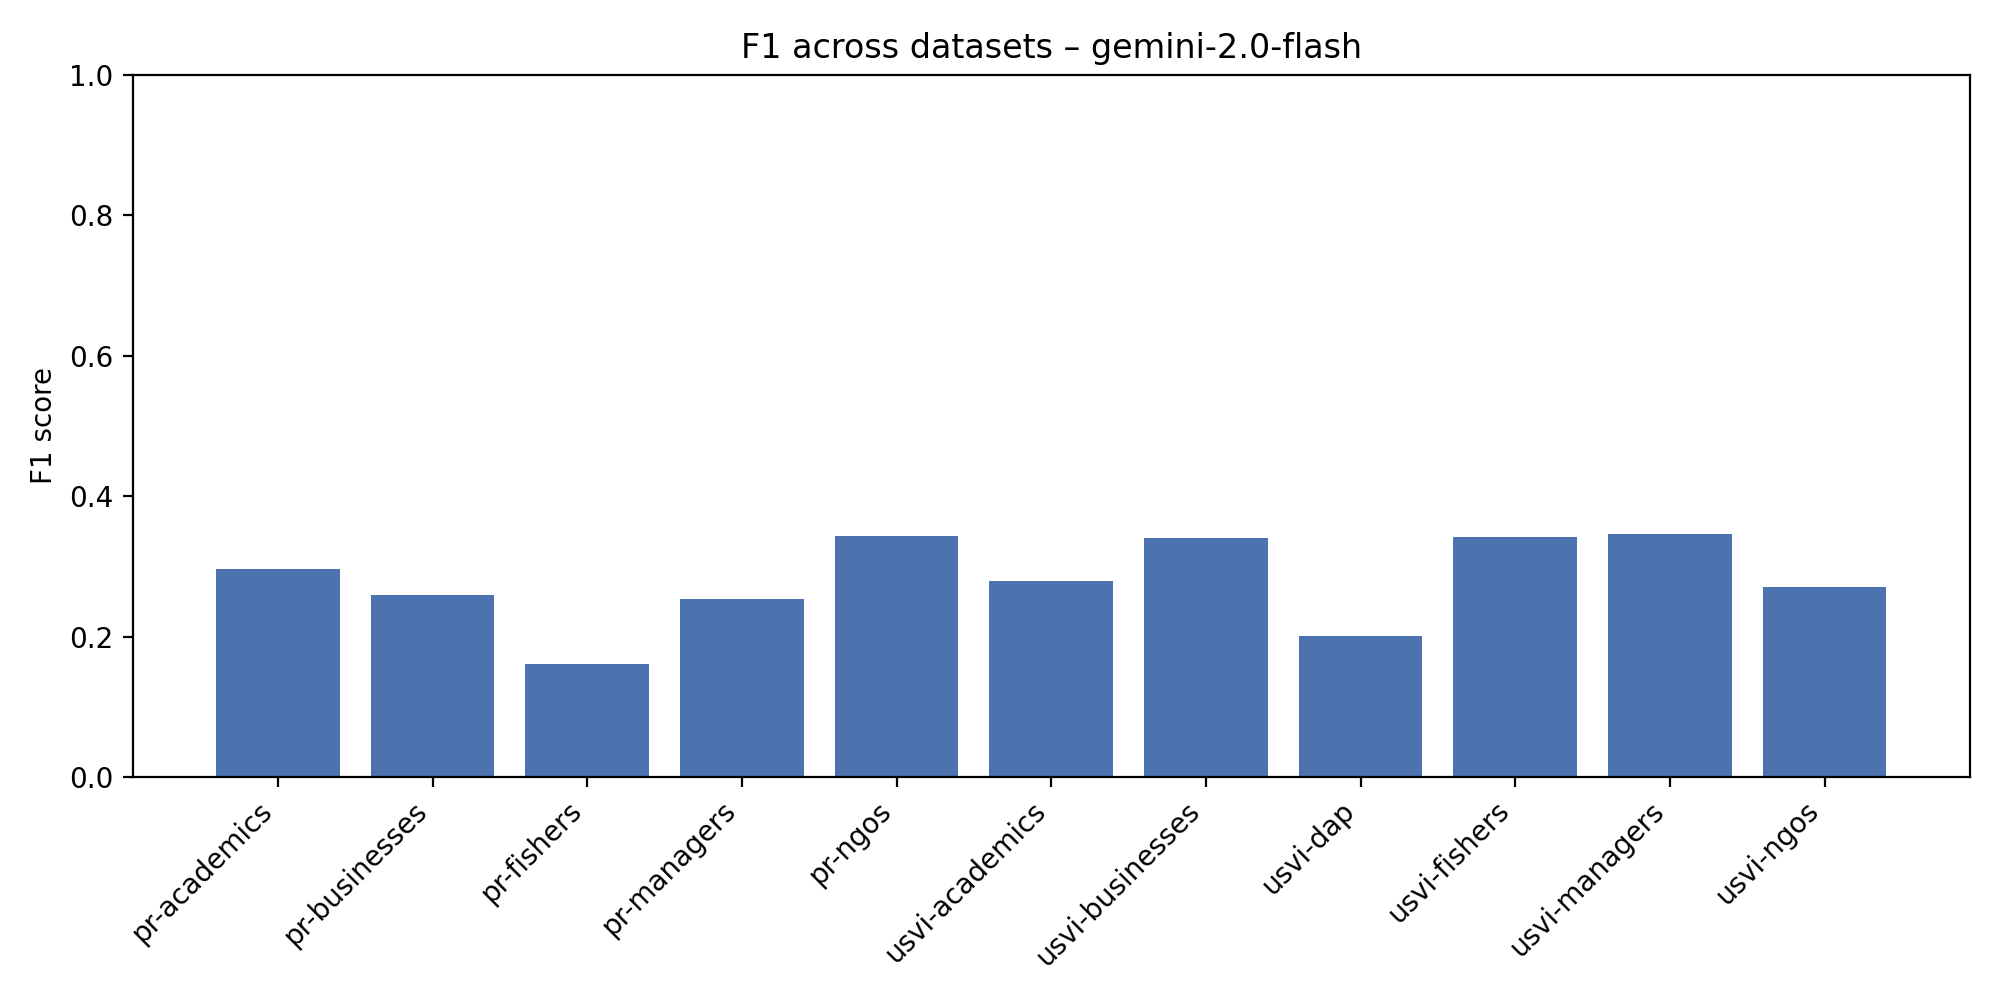 F1 across datasets – gemini-2.0-flash
1.0
0.8
0.6
0.4
0.2
0.0
F1 score
pr-academics
pr-businesses
pr-fishers
pr-managers
pr-ngos
usvi-academics
usvi-businesses
usvi-dap
usvi-fishers
usvi-managers
usvi-ngos